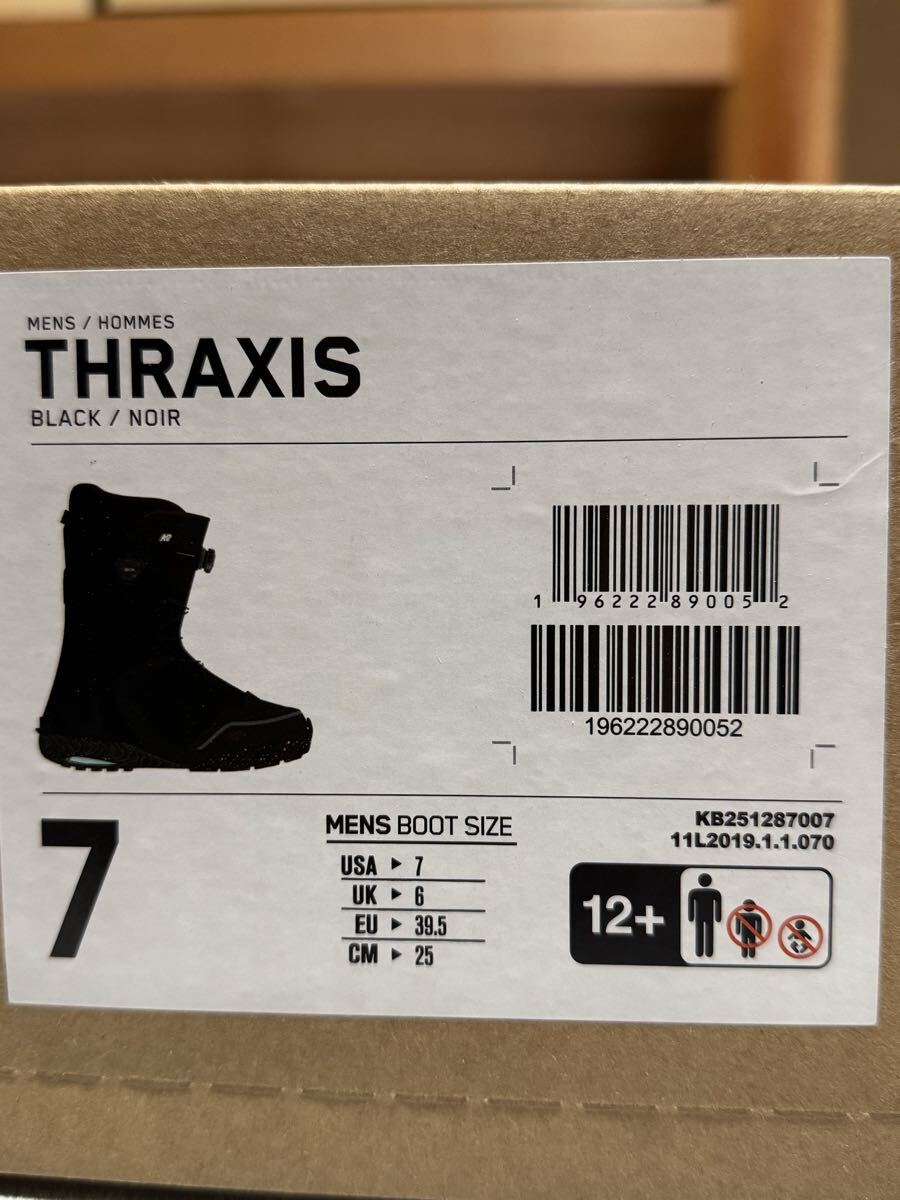 MENS / HOMMES
THRAXIS
BLACK / NOIR
K2
1 96222 89005 2
196222890052
7
MENS BOOT SIZE
USA ▶ 7
UK ▶ 6
EU ▶ 39.5
CM ▶ 25
KB251287007
11L2019.1.1.070
12+